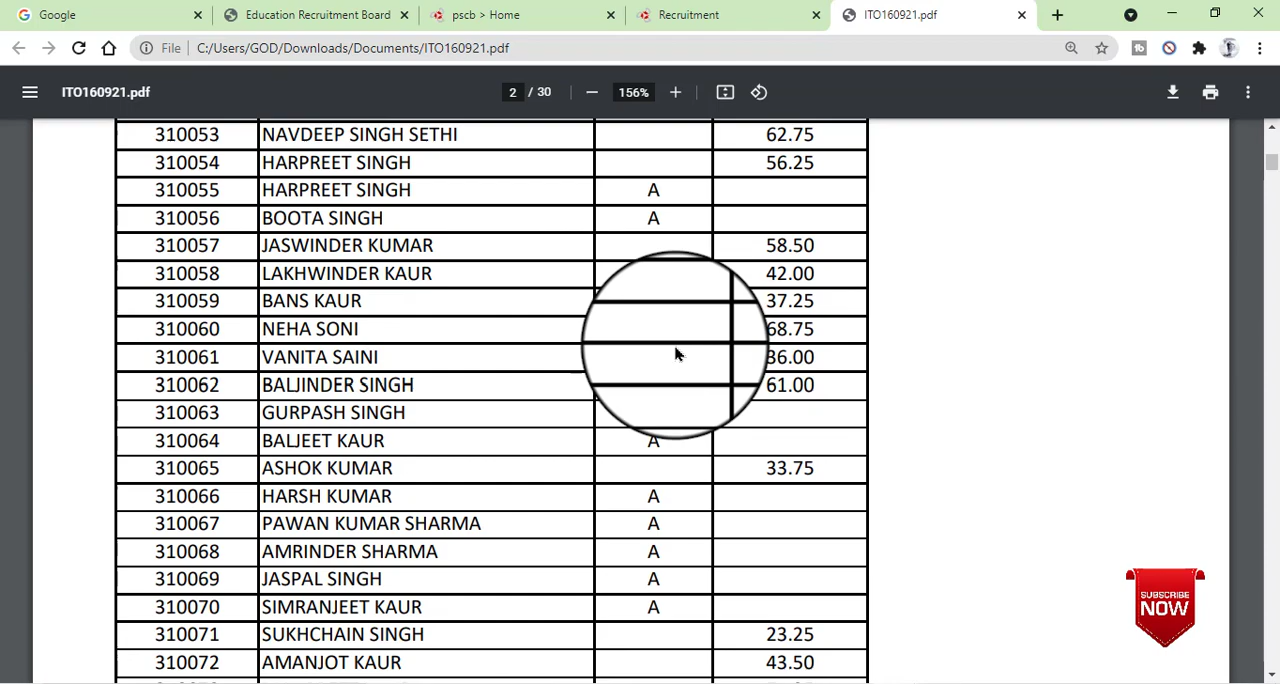 Google
Education Recruitment Board
pscb > Home
Recruitment
ITO160921.pdf
File C:/Users/GOD/Downloads/Documents/ITO160921.pdf
ITO160921.pdf 2 / 30 156%
310053 NAVDEEP SINGH SETHI 62.75
310054 HARPREET SINGH 56.25
310055 HARPREET SINGH A
310056 BOOTA SINGH A
310057 JASWINDER KUMAR 58.50
310058 LAKHWINDER KAUR 42.00
310059 BANS KAUR 37.25
310060 NEHA SONI 68.75
310061 VANITA SAINI 36.00
310062 BALJINDER SINGH 61.00
310063 GURPASH SINGH
310064 BALJEET KAUR A
310065 ASHOK KUMAR 33.75
310066 HARSH KUMAR A
310067 PAWAN KUMAR SHARMA A
310068 AMRINDER SHARMA A
310069 JASPAL SINGH A
310070 SIMRANJEET KAUR A
310071 SUKHCHAIN SINGH 23.25
310072 AMANJOT KAUR 43.50
SUBSCRIBE
NOW